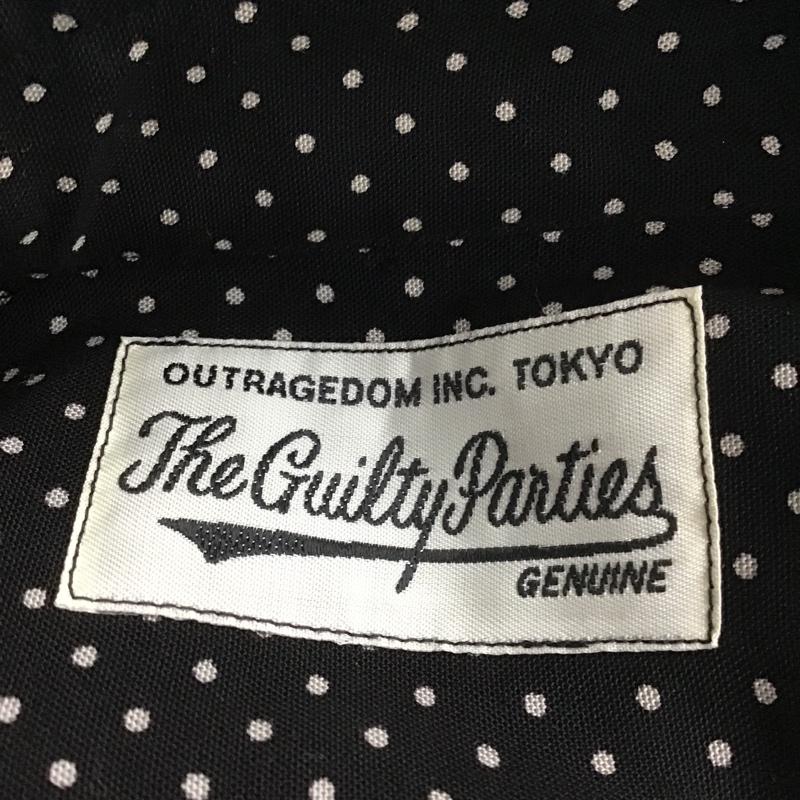 OUTRAGEDOM INC. TOKYO
The Guilty Parties
GENUINE